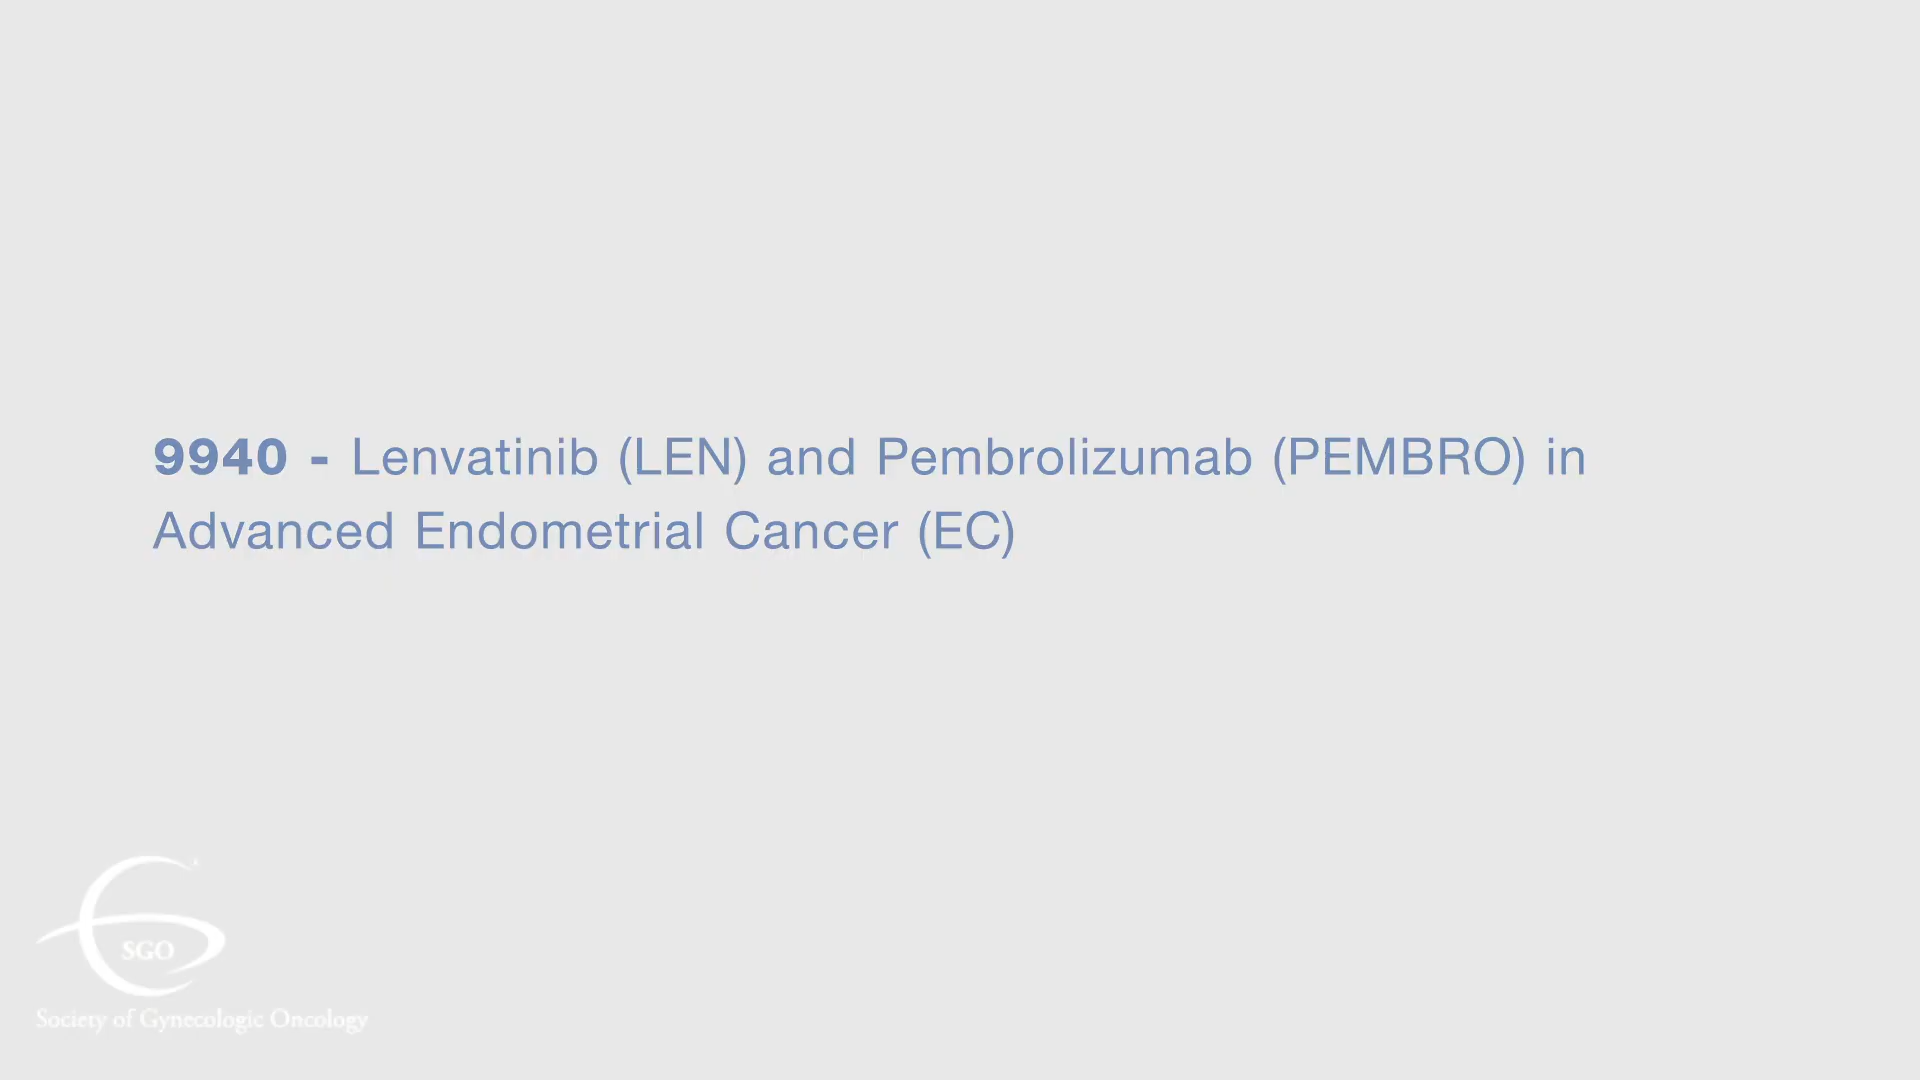 9940 - Lenvatinib (LEN) and Pembrolizumab (PEMBRO) in
Advanced Endometrial Cancer (EC)
SGO
Society of Gynecologic Oncology